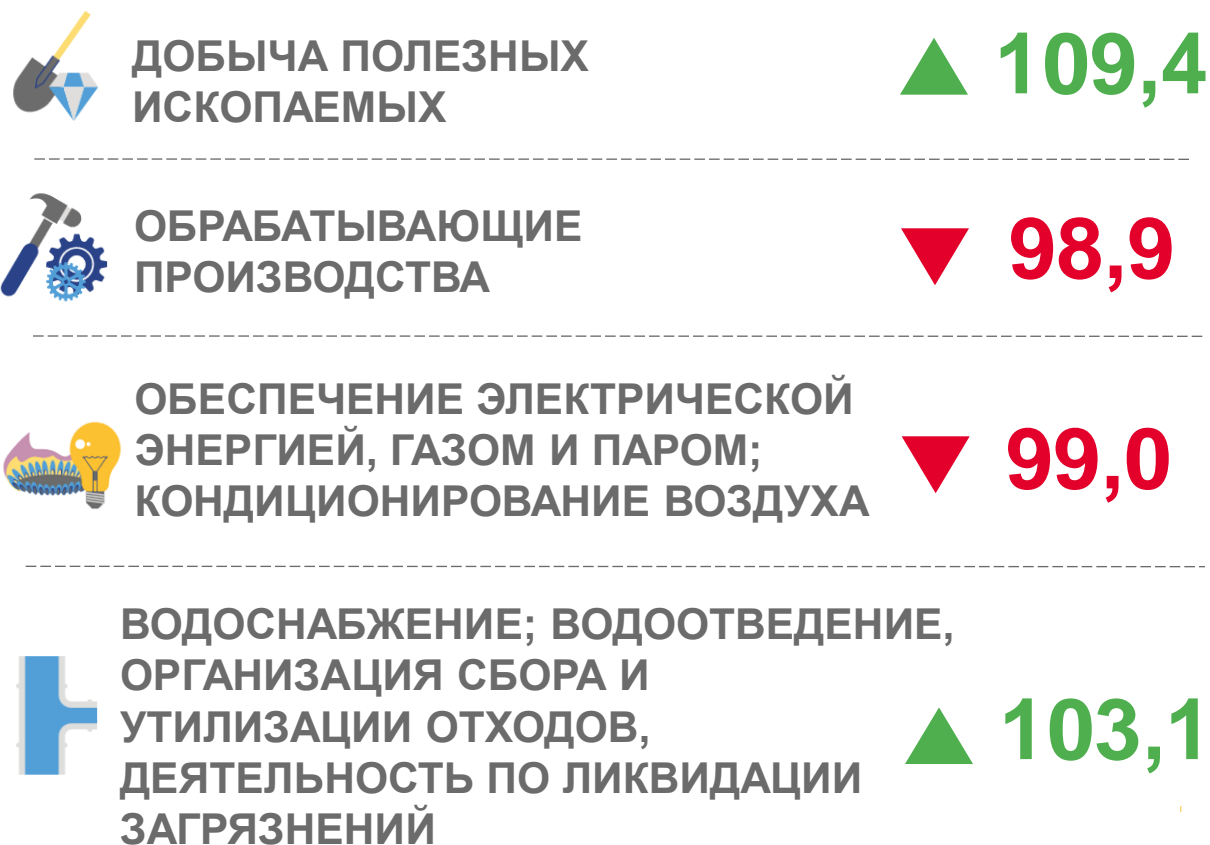 ДОБЫЧА ПОЛЕЗНЫХ
ИСКОПАЕМЫХ
109,4
ОБРАБАТЫВАЮЩИЕ
ПРОИЗВОДСТВА
98,9
ОБЕСПЕЧЕНИЕ ЭЛЕКТРИЧЕСКОЙ
ЭНЕРГИЕЙ, ГАЗОМ И ПАРОМ;
КОНДИЦИОНИРОВАНИЕ ВОЗДУХА
99,0
ВОДОСНАБЖЕНИЕ; ВОДООТВЕДЕНИЕ,
ОРГАНИЗАЦИЯ СБОРА И
УТИЛИЗАЦИИ ОТХОДОВ,
ДЕЯТЕЛЬНОСТЬ ПО ЛИКВИДАЦИИ
ЗАГРЯЗНЕНИЙ
103,1